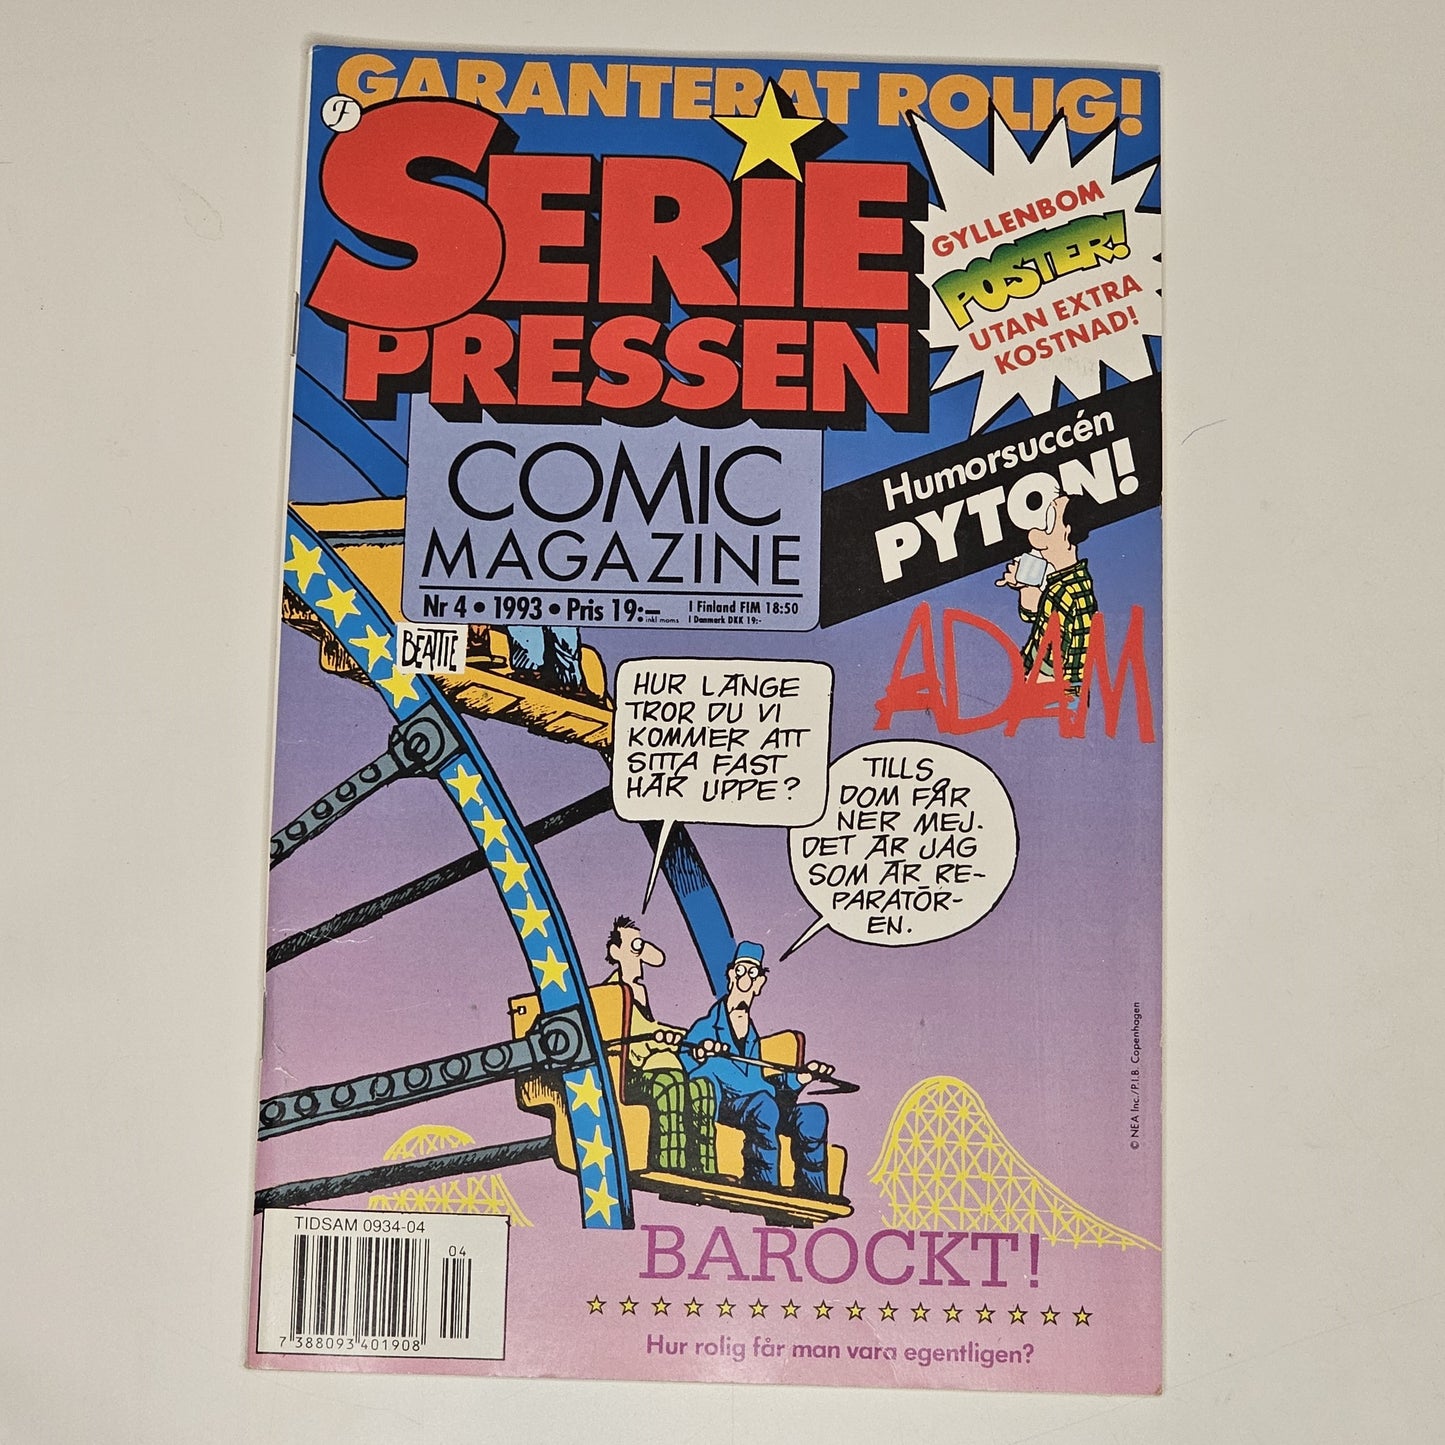 GARANTERAT ROLIG!
F
SERIE
PRESSEN
GYLLENBOM
POSTER!
UTAN EXTRA
KOSTNAD!
COMIC
MAGAZINE
Nr 4 • 1993 • Pris 19:–
inkl moms
I Finland FIM 18:50
I Danmark DKK 19:-
Humorsuccén
PYTON!
ADAM
BEATTIE
HUR LÄNGE
TROR DU VI
KOMMER ATT
SITTA FAST
HÄR UPPE?
TILLS
DOM FÅR
NER MEJ.
DET ÄR JAG
SOM ÄR RE-
PARATÖR-
EN.
© NEA Inc./P.I.B. Copenhagen
BAROCKT!
Hur rolig får man vara egentligen?
TIDSAM 0934-04
04
7 388093 401908